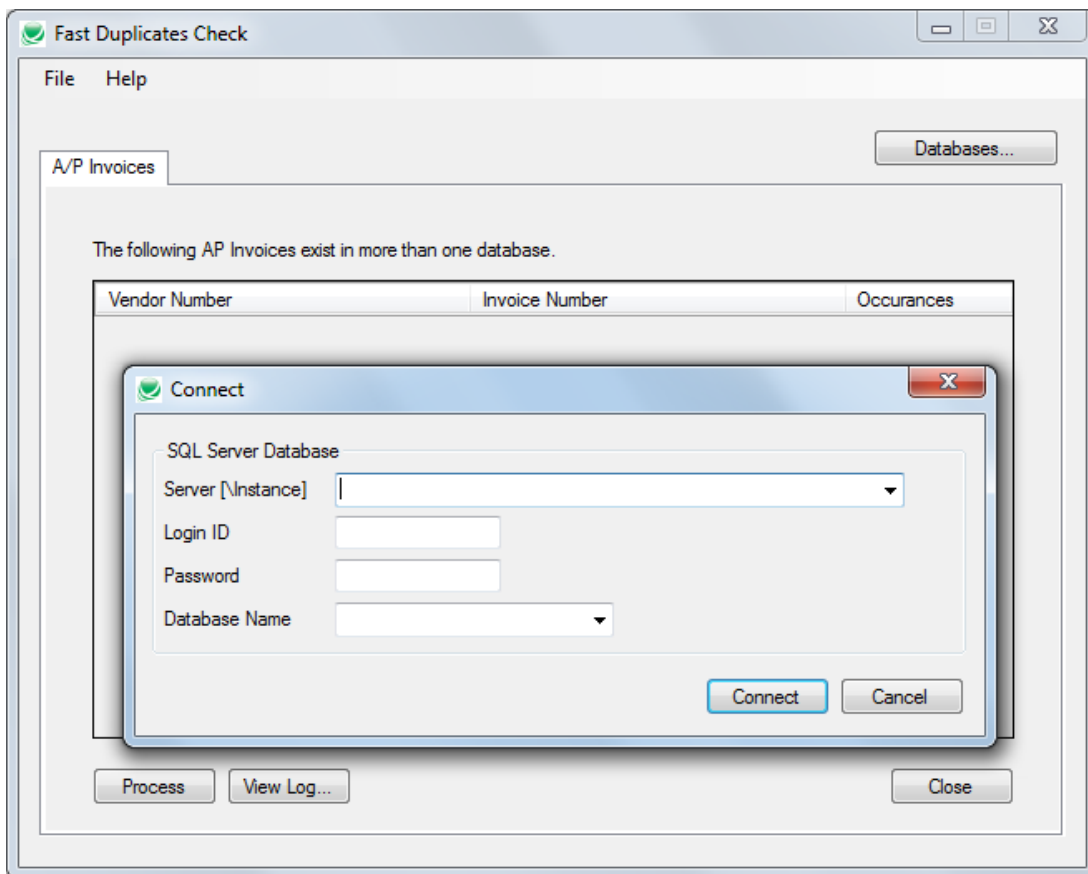 Fast Duplicates Check
File Help
Databases...
A/P Invoices
The following AP Invoices exist in more than one database.
Vendor Number Invoice Number Occurances
Connect
SQL Server Database
Server [\Instance]
Login ID
Password
Database Name
Connect Cancel
Process View Log... Close